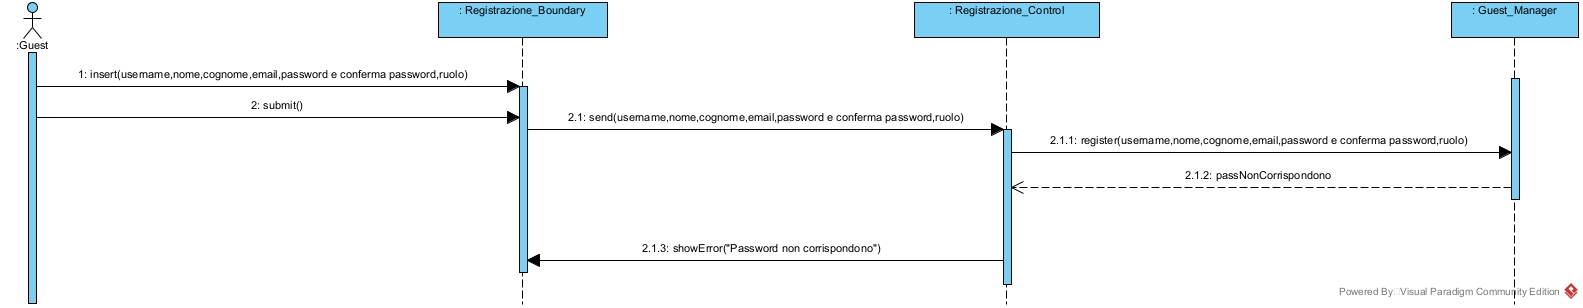 : Registrazione_Boundary
: Registrazione_Control
: Guest_Manager
:Guest
1: insert(username,nome,cognome,email,password e conferma password,ruolo)
2: submit()
2.1: send(username,nome,cognome,email,password e conferma password,ruolo)
2.1.1: register(username,nome,cognome,email,password e conferma password,ruolo)
2.1.2: passNonCorrispondono
2.1.3: showError("Password non corrispondono")
Powered By Visual Paradigm Community Edition